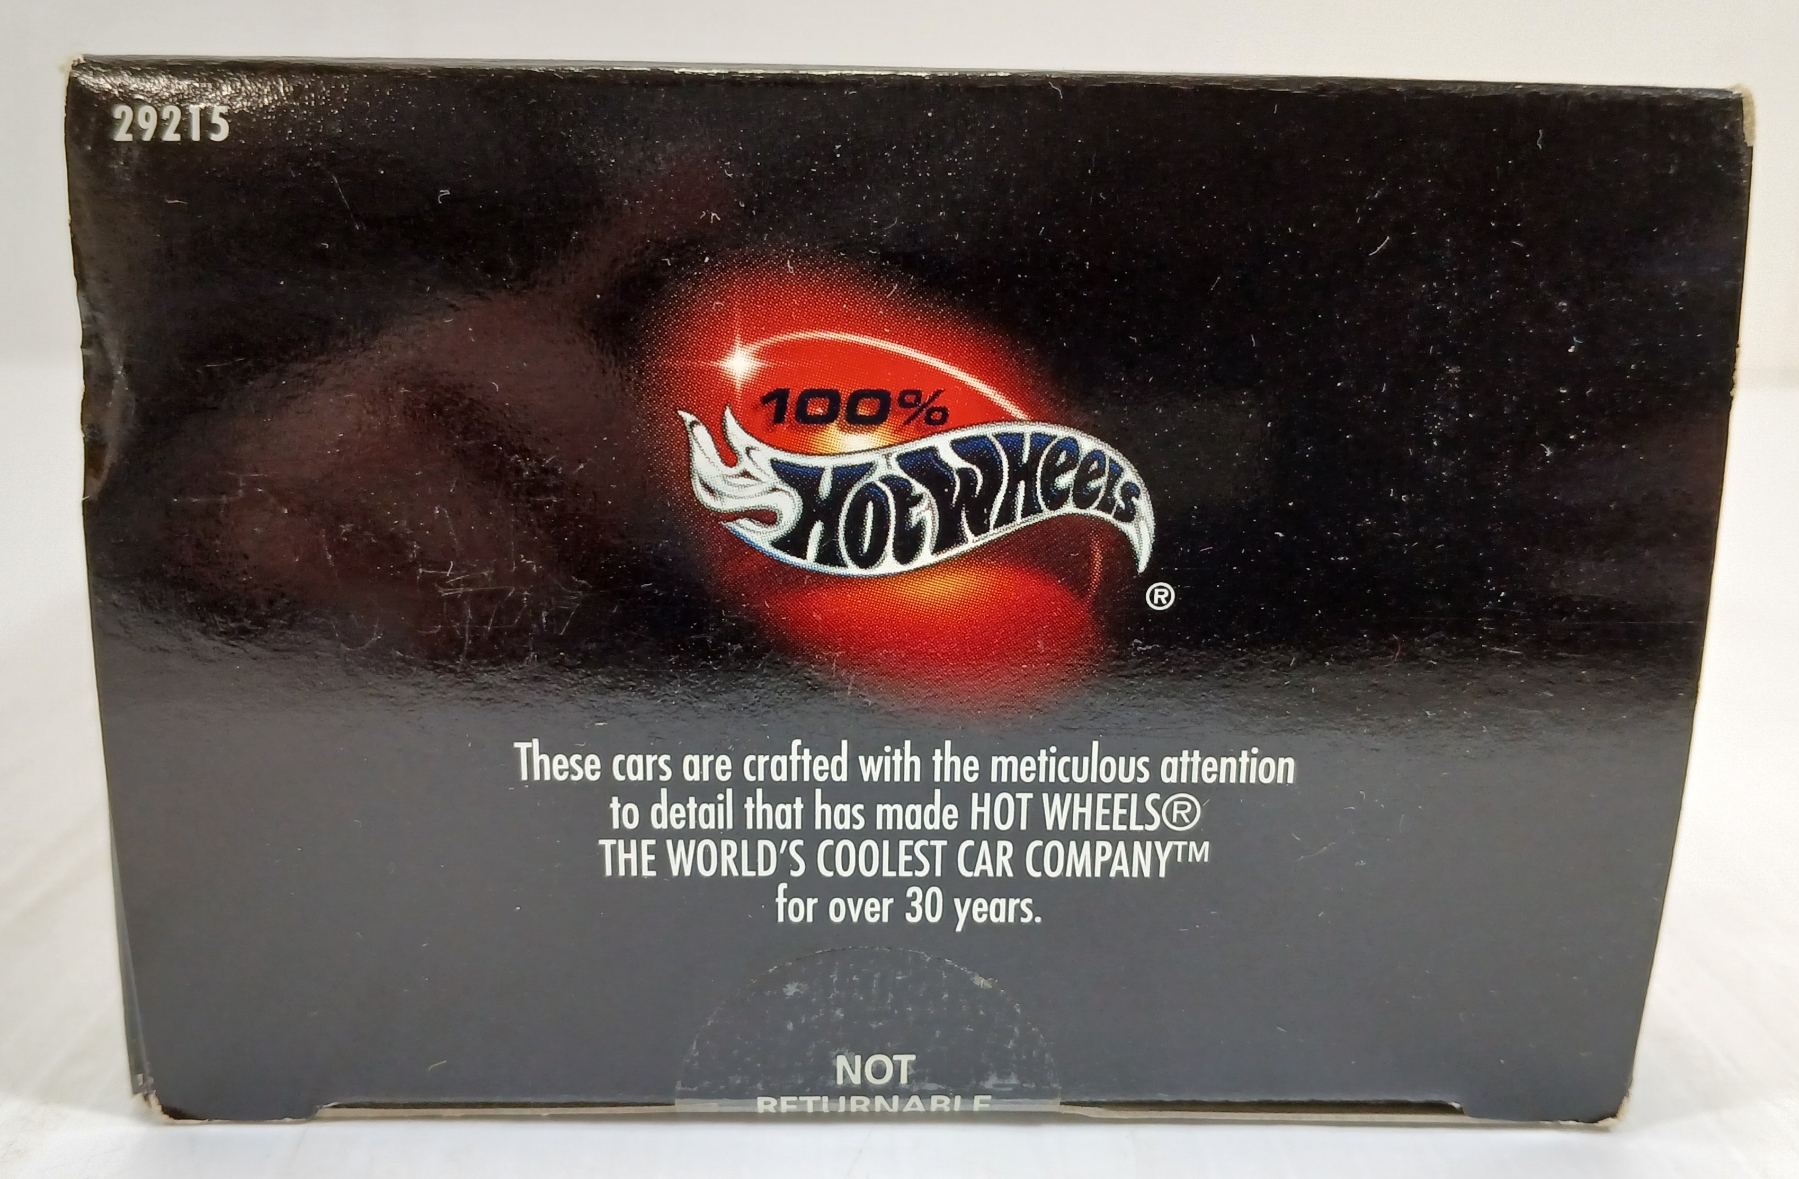 29215
100%
Hot Wheels
®
These cars are crafted with the meticulous attention
to detail that has made HOT WHEELS®
THE WORLD'S COOLEST CAR COMPANY™
for over 30 years.
NOT
RETURNABLE